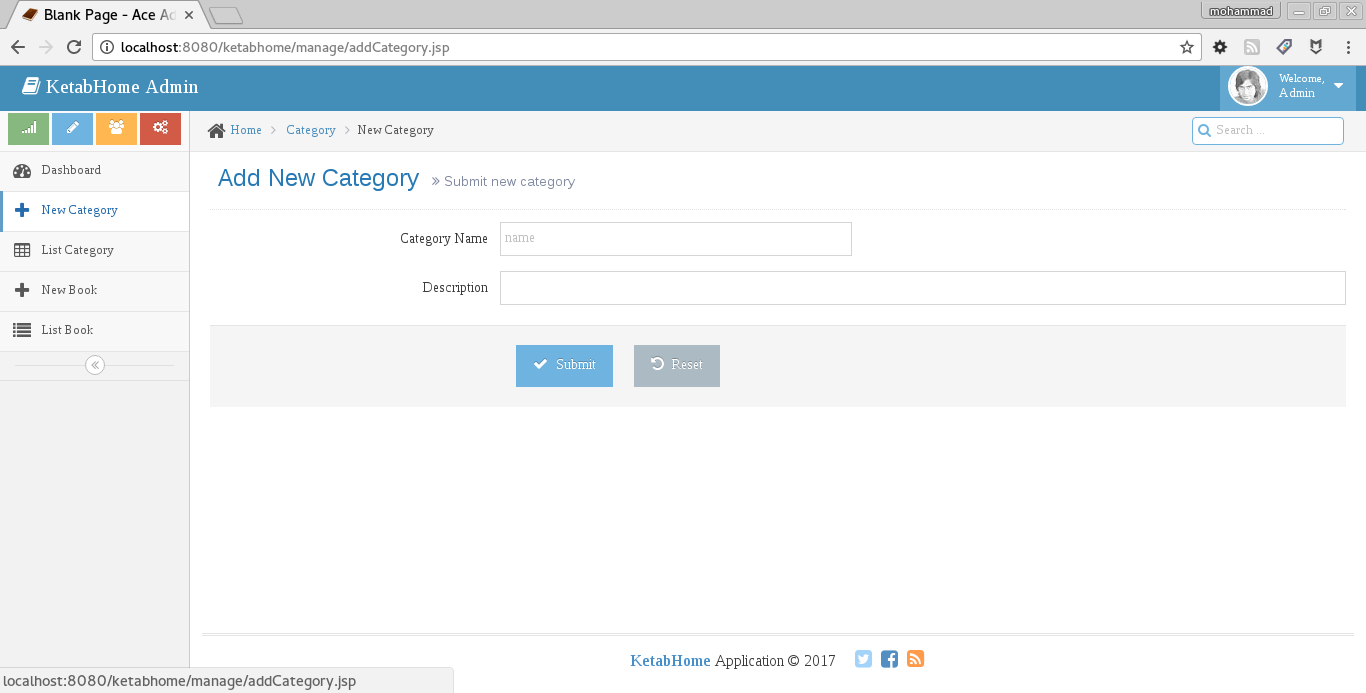 Blank Page - Ace Ad
mohammad
localhost:8080/ketabhome/manage/addCategory.jsp
KetabHome Admin
Welcome,
Admin
Home
Category
New Category
Search ...
Dashboard
New Category
List Category
New Book
List Book
Add New Category
Submit new category
Category Name
name
Description
Submit
Reset
KetabHome Application © 2017
localhost:8080/ketabhome/manage/addCategory.jsp